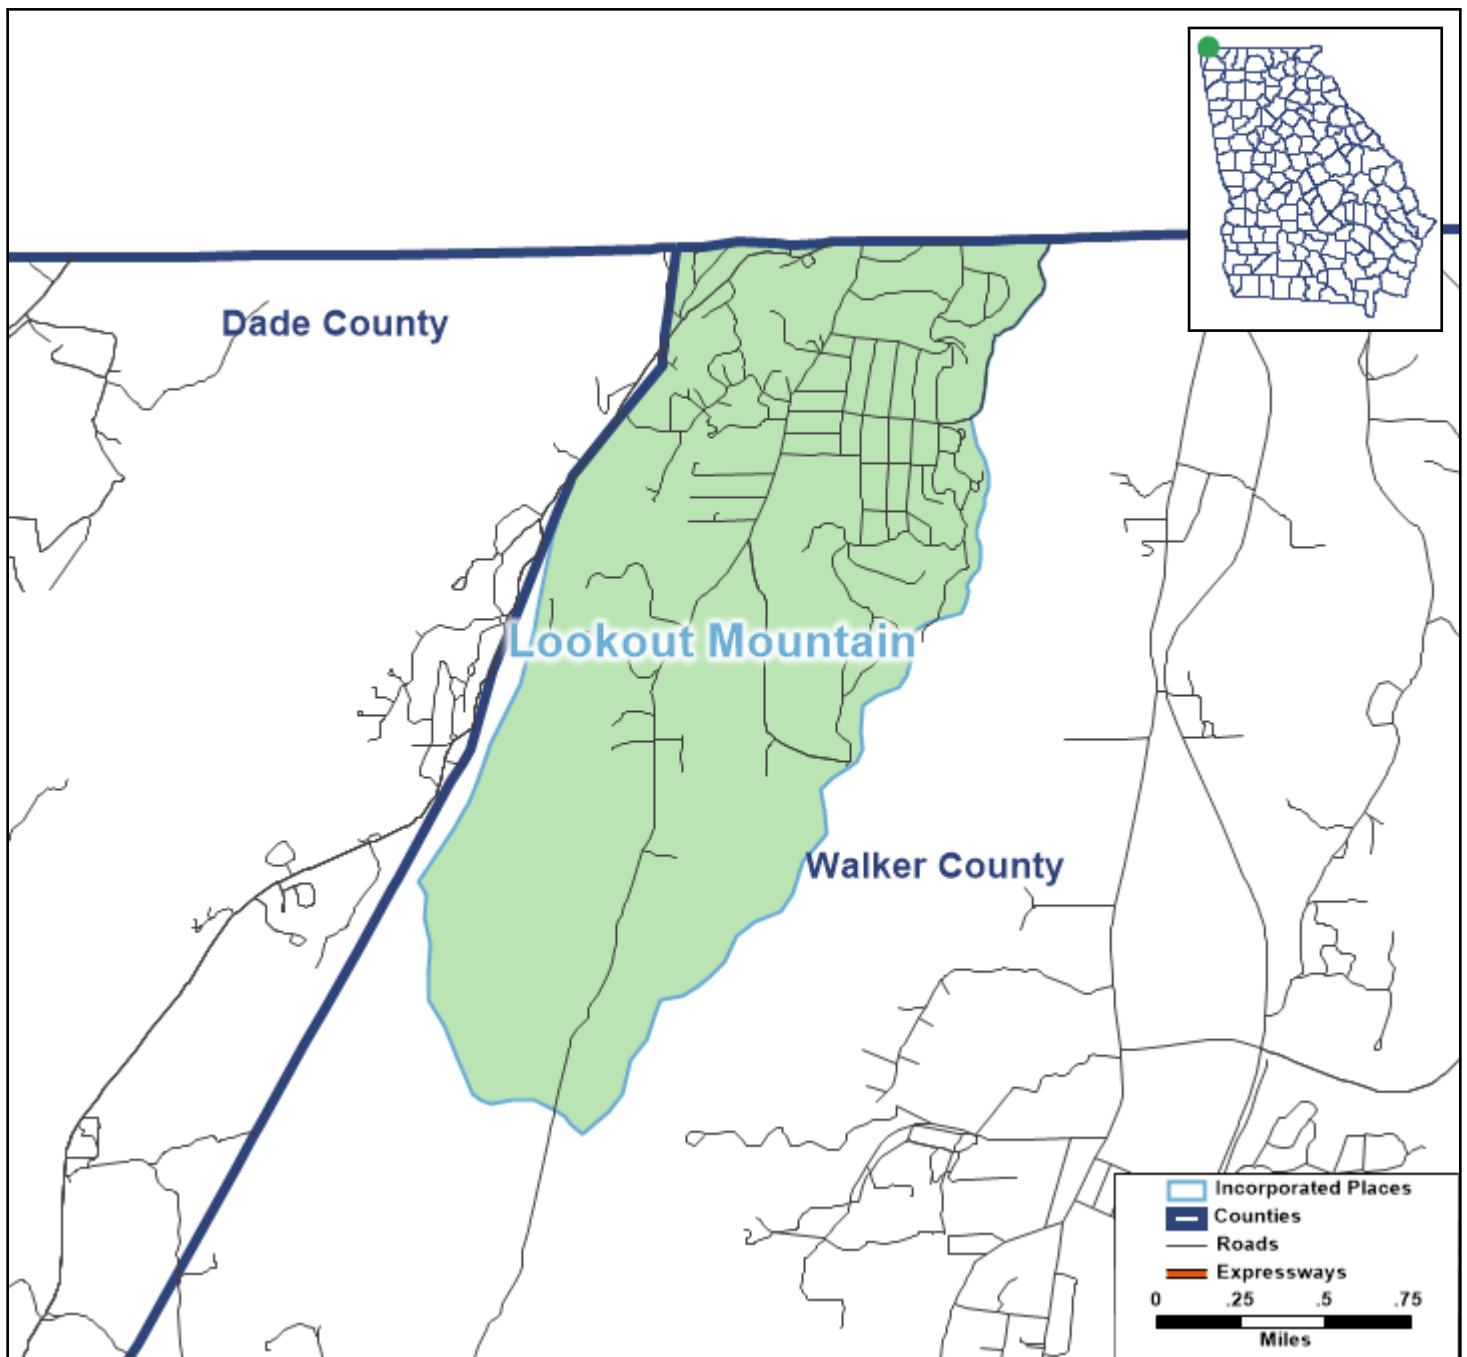 Dade County
Lookout Mountain
Walker County
Incorporated Places
Counties
Roads
Expressways
0 .25 .5 .75
Miles